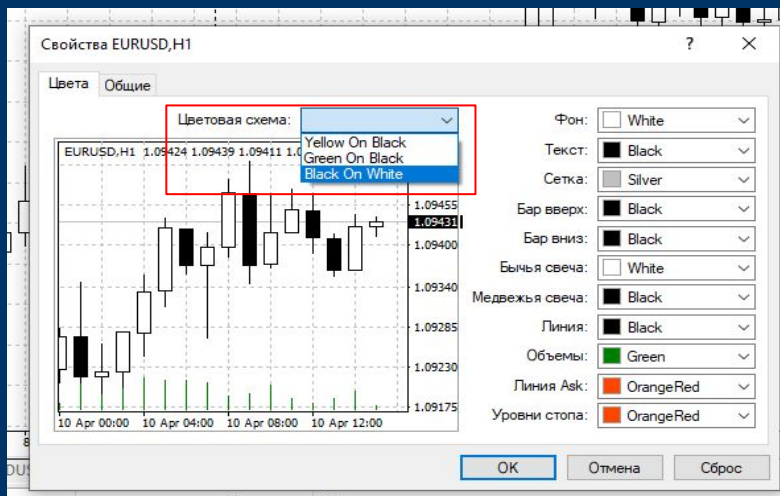 Свойства EURUSD,H1
?
Цвета
Общие
Цветовая схема:
Yellow On Black
Green On Black
Black On White
EURUSD,H1 1.09424 1.09439 1.09411
1.09455
1.09431
1.09400
1.09340
1.09285
1.09230
1.09175
10 Apr 00:00 10 Apr 04:00 10 Apr 08:00 10 Apr 12:00
Фон: White
Текст: Black
Сетка: Silver
Бар вверх: Black
Бар вниз: Black
Бычья свеча: White
Медвежья свеча: Black
Линия: Black
Объемы: Green
Линия Ask: OrangeRed
Уровни стопа: OrangeRed
OK
Отмена
Сброс